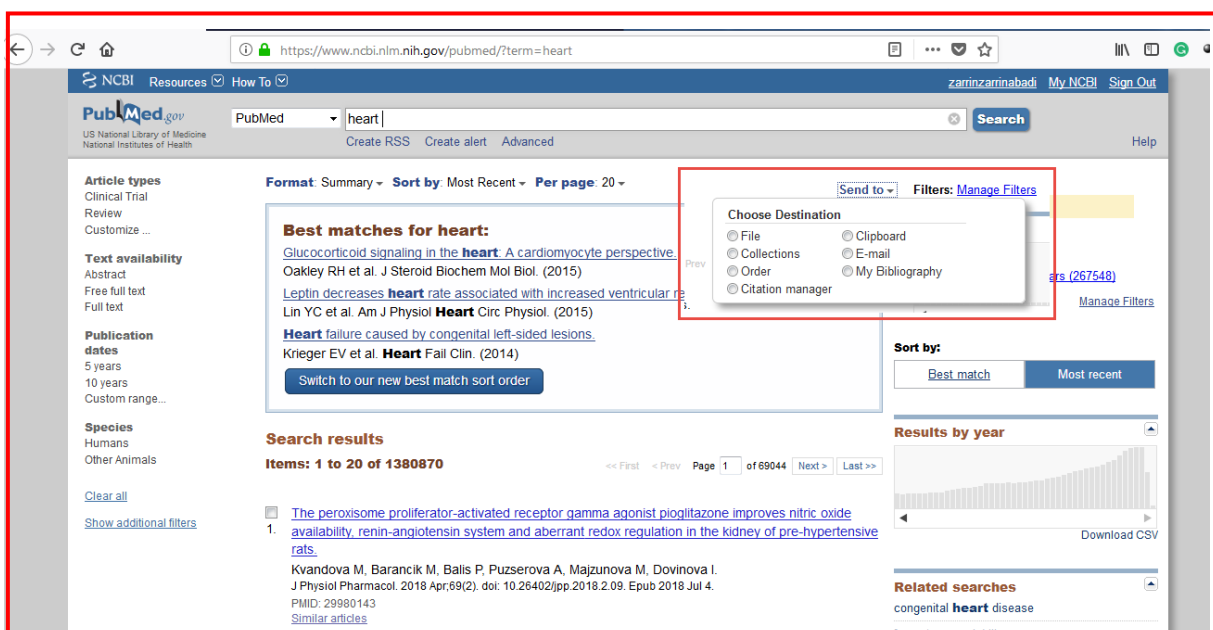 https://www.ncbi.nlm.nih.gov/pubmed/?term=heart
NCBI Resources How To
zarrinzarrinabadi My NCBI Sign Out
PubMed.gov
US National Library of Medicine
National Institutes of Health
PubMed
heart
Search
Create RSS Create alert Advanced
Help
Article types
Clinical Trial
Review
Customize ...
Text availability
Abstract
Free full text
Full text
Publication
dates
5 years
10 years
Custom range...
Species
Humans
Other Animals
Clear all
Show additional filters
Format: Summary Sort by: Most Recent Per page: 20
Best matches for heart:
Glucocorticoid signaling in the heart: A cardiomyocyte perspective.
Oakley RH et al. J Steroid Biochem Mol Biol. (2015)
Leptin decreases heart rate associated with increased ventricular re
Lin YC et al. Am J Physiol Heart Circ Physiol. (2015)
Heart failure caused by congenital left-sided lesions.
Krieger EV et al. Heart Fail Clin. (2014)
Switch to our new best match sort order
Send to Filters: Manage Filters
Choose Destination
File Clipboard
Collections E-mail
Order My Bibliography
Citation manager
Prev
s.
ars (267548)
Manage Filters
Sort by:
Best match Most recent
Search results
Items: 1 to 20 of 1380870
<< First < Prev Page 1 of 69044 Next > Last >>
1. The peroxisome proliferator-activated receptor gamma agonist pioglitazone improves nitric oxide
availability, renin-angiotensin system and aberrant redox regulation in the kidney of pre-hypertensive
rats.
Kvandova M, Barancik M, Balis P, Puzserova A, Majzunova M, Dovinova I.
J Physiol Pharmacol. 2018 Apr;69(2). doi: 10.26402/jpp.2018.2.09. Epub 2018 Jul 4.
PMID: 29980143
Similar articles
Results by year
Download CSV
Related searches
congenital heart disease